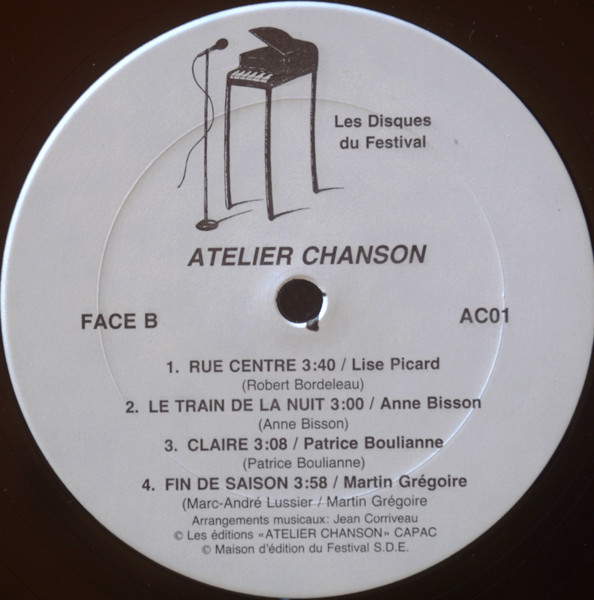 Les Disques
du Festival
ATELIER CHANSON
FACE B
AC01
1. RUE CENTRE 3:40 / Lise Picard
(Robert Bordeleau)
2. LE TRAIN DE LA NUIT 3:00 / Anne Bisson
(Anne Bisson)
3. CLAIRE 3:08 / Patrice Boulianne
(Patrice Boulianne)
4. FIN DE SAISON 3:58 / Martin Grégoire
(Marc-André Lussier / Martin Grégoire
Arrangements musicaux: Jean Corriveau
© Les éditions «ATELIER CHANSON» CAPAC
© Maison d'édition du Festival S.D.E.